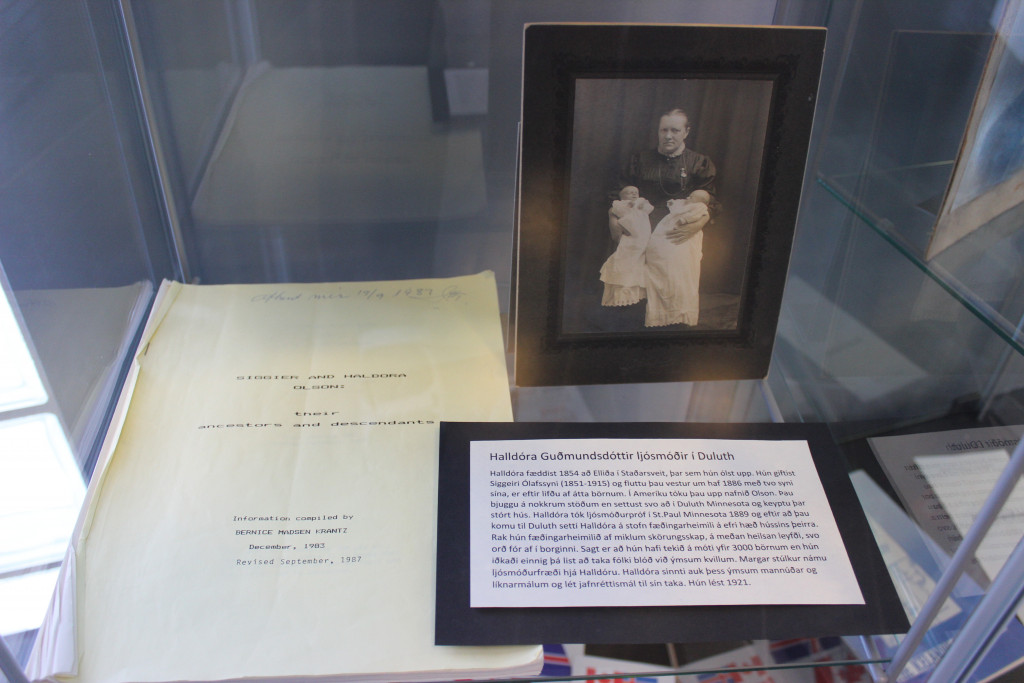 1987
SIGGIER AND HALDORA
OLSON:
their
ancestors and descendants
Information compiled by
BERNICE MADSEN FRANTZ
December, 1983
Revised September, 1987
Halldóra Guðmundsdóttir ljósmóðir í Duluth
Halldóra fæddist 1854 að Elliða í Staðarsveit, þar sem hún ólst upp. Hún giftist
Siggeiri Ólafssyni (1851-1915) og fluttu þau vestur um haf 1886 með tvo syni
sína, er eftir lifðu af átta börnum. Í Ameríku tóku þau upp nafnið Olson. Þau
bjuggu á nokkrum stöðum en settust svo að í Duluth Minnesota og keyptu þar
stórt hús. Halldóra tók ljósmóðurpróf í St.Paul Minnesota 1889 og eftir að þau
komu til Duluth setti Halldóra á stofn fæðingarheimili á efri hæð hússins þeirra.
Rak hún fæðingarheimilið af miklum skörungsskap, á meðan heilsan leyfði, svo
orð fór af í borginni. Sagt er að hún hafi tekið á móti yfir 3000 börnum en hún
iðkaði einnig þá list að taka fólki blóð við ýmsum kvillum. Margar stúlkur námu
ljósmóðurfræði hjá Halldóru. Halldóra sinnti auk þess ýmsum mannúðar og
líknarmálum og lét jafnréttismál til sín taka. Hún lést 1921.